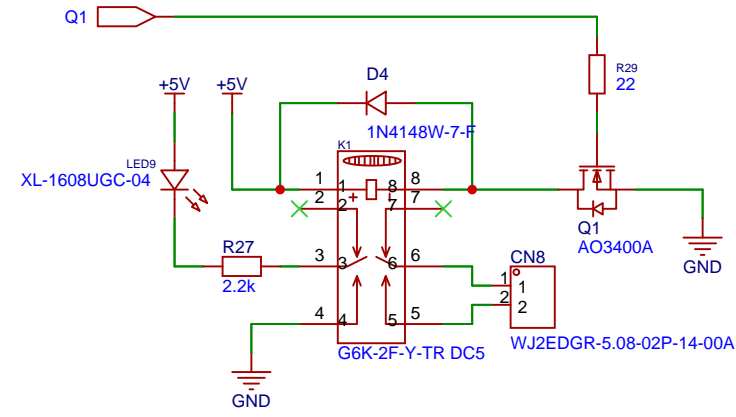 Q1
R29
22
D4
+5V
+5V
1N4148W-7-F
K1
LED9
XL-1608UGC-04
1
1
8
8
+
-
2
2
7
7
Q1
AO3400A
R27
2.2k
3
3
6
6
GND
CN8
1
1
2
2
4
4
5
5
WJ2EDGR-5.08-02P-14-00A
G6K-2F-Y-TR DC5
GND